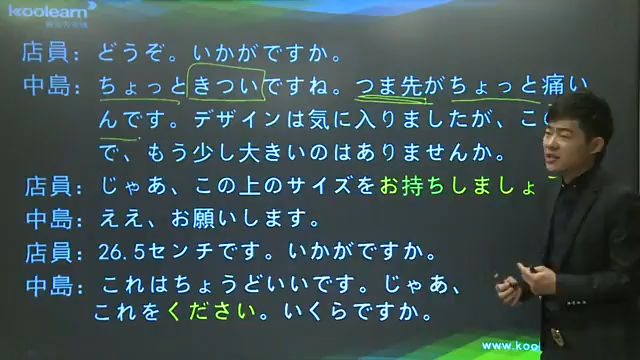 koolearn
店員：どうぞ。いかがですか。
中島：ちょっときついですね。つま先がちょっと痛い
んです。デザインは気に入りましたが、こ
で、もう少し大きいのはありませんか。
店員：じゃあ、この上のサイズをお持ちしましょ
中島：ええ、お願いします。
店員：26.5センチです。いかがですか。
中島：これはちょうどいいです。じゃあ、
これをください。いくらですか。
www.koo